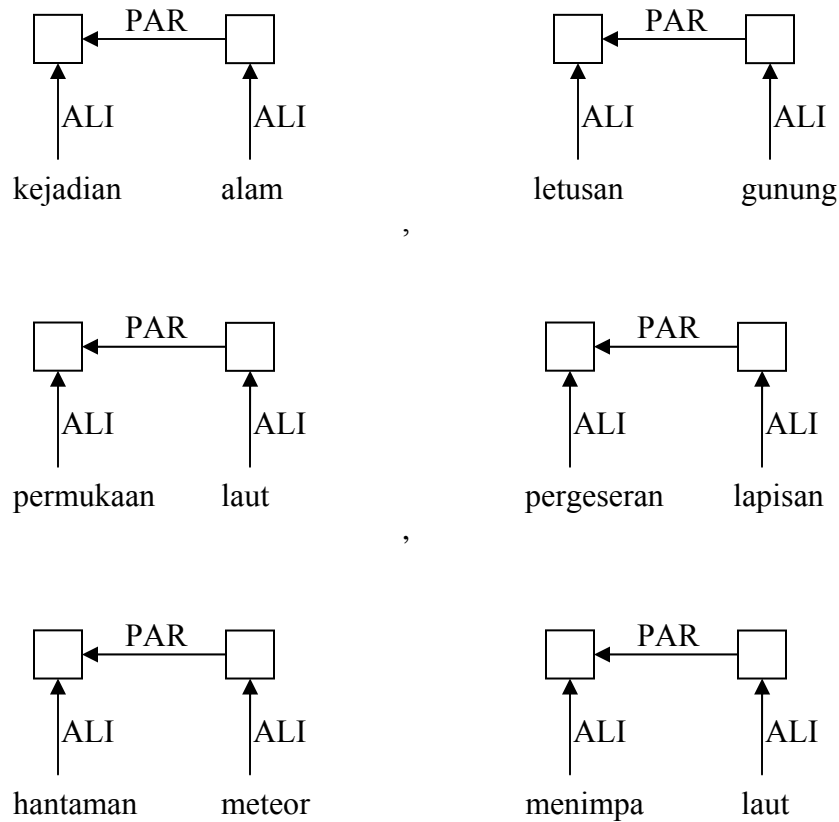 PAR PAR
ALI ALI ALI ALI
kejadian alam letusan gunung
,
PAR PAR
ALI ALI ALI ALI
permukaan laut pergeseran lapisan
,
PAR PAR
ALI ALI ALI ALI
hantaman meteor menimpa laut